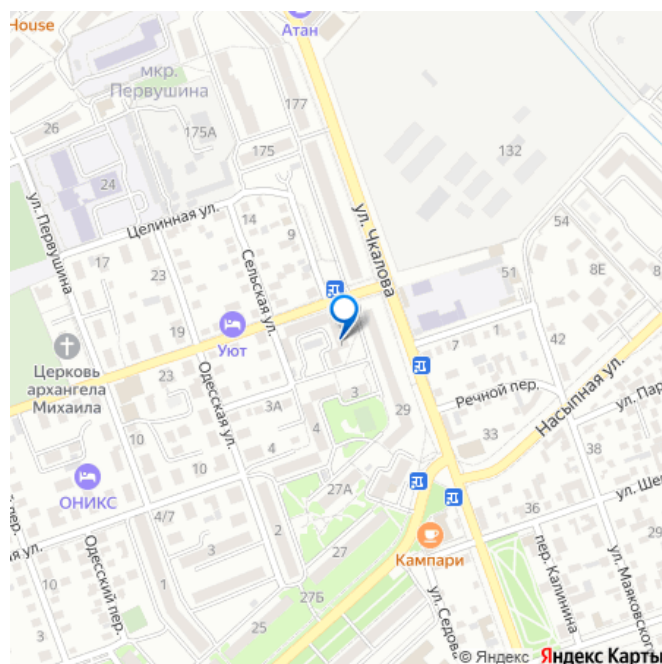 House
Атан
мкр.
Первушина
177
26
175А
132
175
24
ул. Первушина
Целинная ул.
14
9
ул. Чкалова
54
17
23
Сельская ул.
51
8Е
19
Уют
7
1
42
Церковь
архангела
Михаила
23
Одесская ул.
Речной пер.
Насыпная ул.
ул. Пар
3А
3
29
10
4
33
38
10
4
ОНИКС
27А
36
ул. Ше
4/7
2
я ул.
й пер.
3
27
Кампари
10
Одесский пер.
пер. Калинина
ул. Маяковского
3
27Б
ул. Седова
25
© Яндекс Яндекс Карты